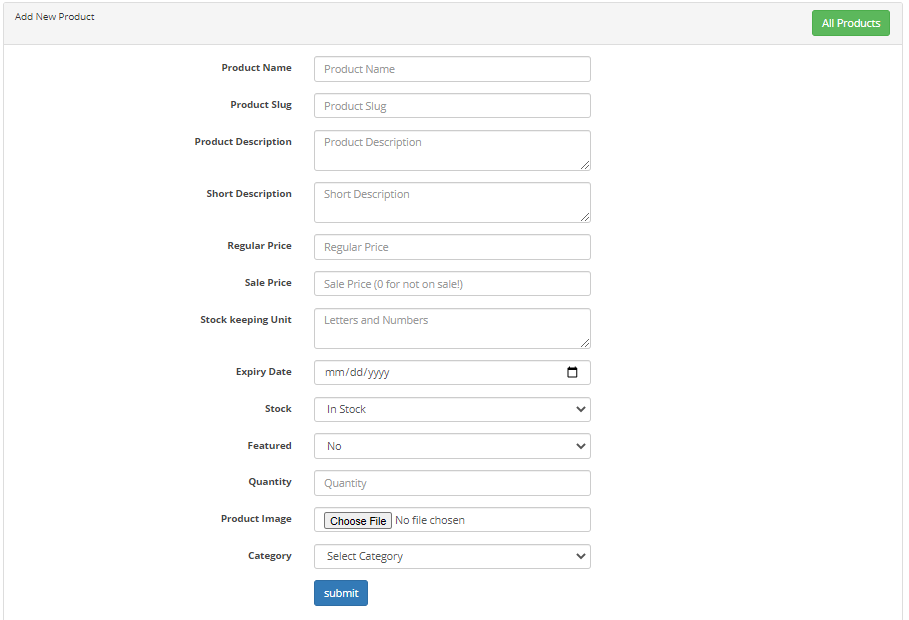 Add New Product
All Products
Product Name
Product Name
Product Slug
Product Slug
Product Description
Product Description
Short Description
Short Description
Regular Price
Regular Price
Sale Price
Sale Price (0 for not on sale!)
Stock keeping Unit
Letters and Numbers
Expiry Date
mm/dd/yyyy
Stock
In Stock
Featured
No
Quantity
Quantity
Product Image
Choose File No file chosen
Category
Select Category
submit